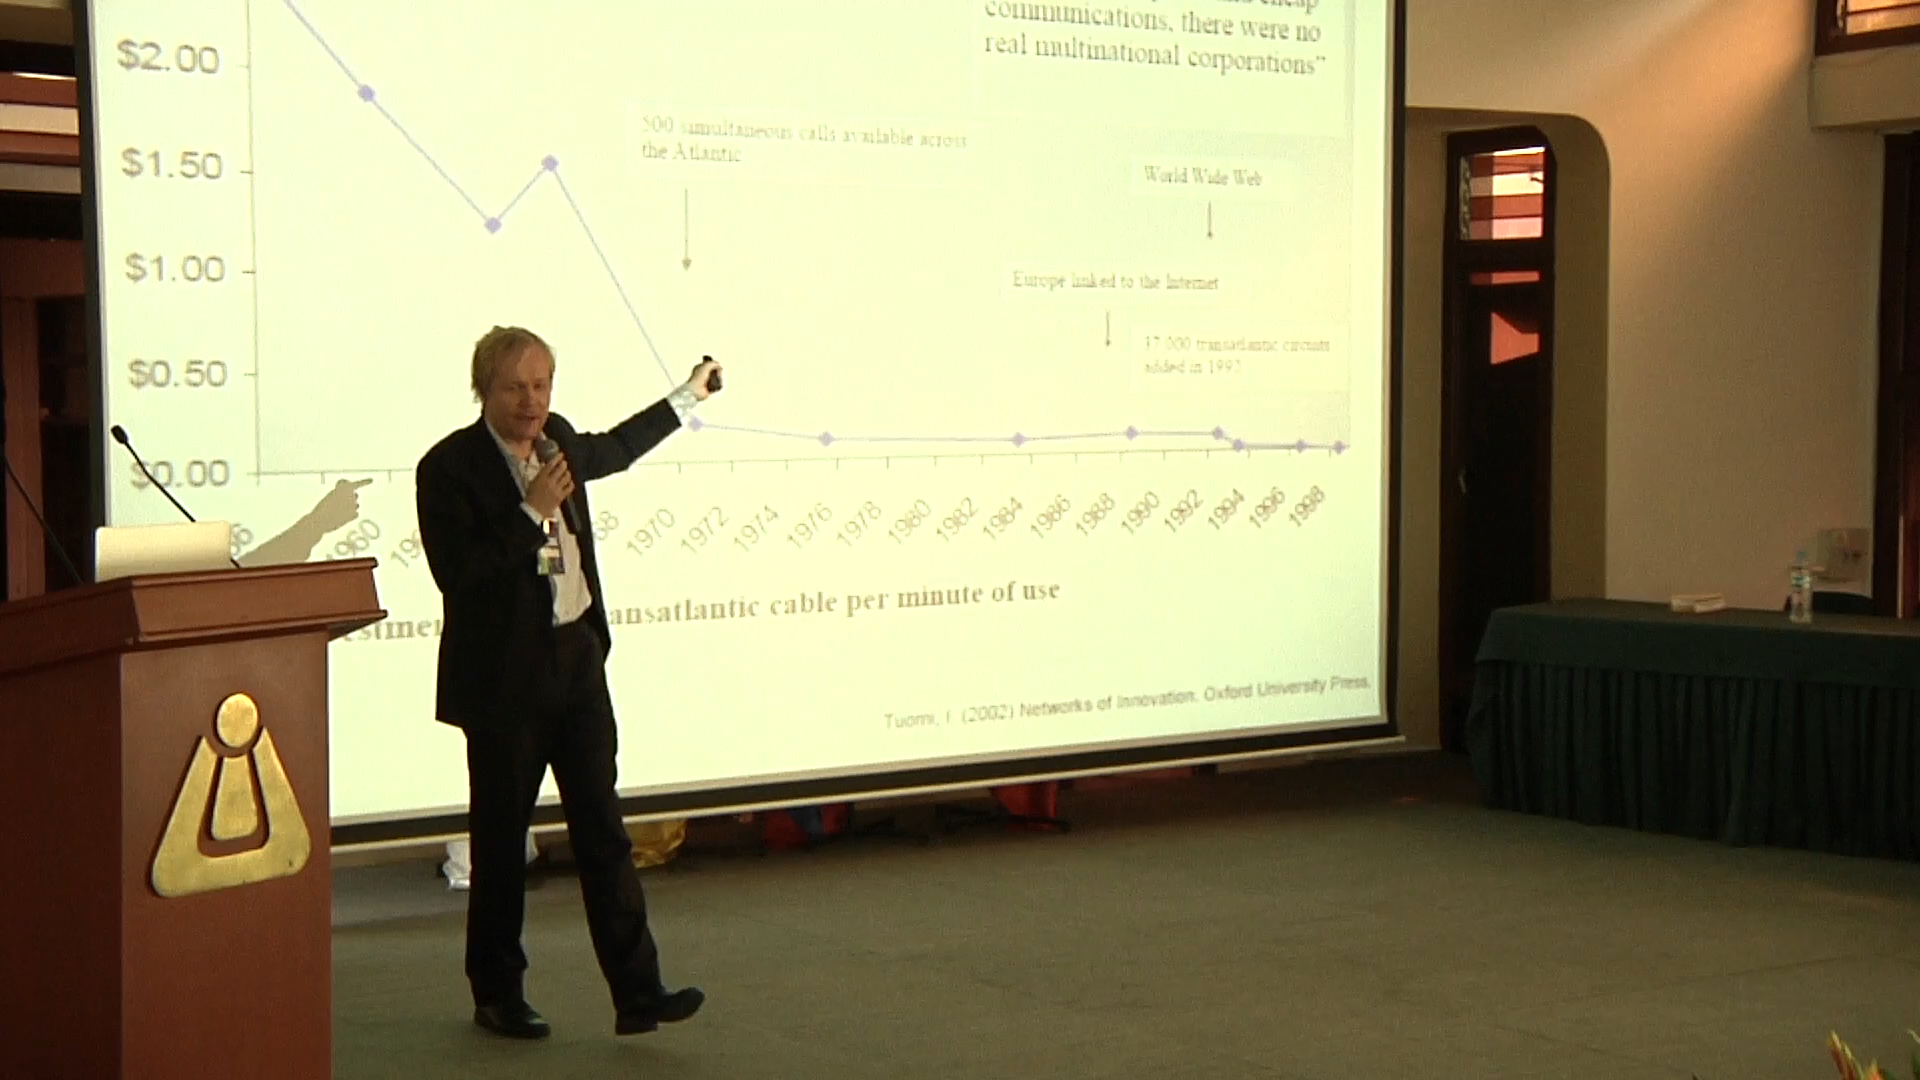 cheap
communications, there were no
real multinational corporations”
$2.00
500 simultaneous calls available across
the Atlantic
$1.50
World Wide Web
$1.00
Europe linked to the Internet
37 000 transatlantic circuits
added in 1992
$0.50
$0.00
1960
1970
1972
1974
1976
1978
1980
1982
1984
1986
1988
1990
1992
1994
1996
1998
ansatlantic cable per minute of use
Tuomi, I. (2002) Networks of Innovation. Oxford University Press.